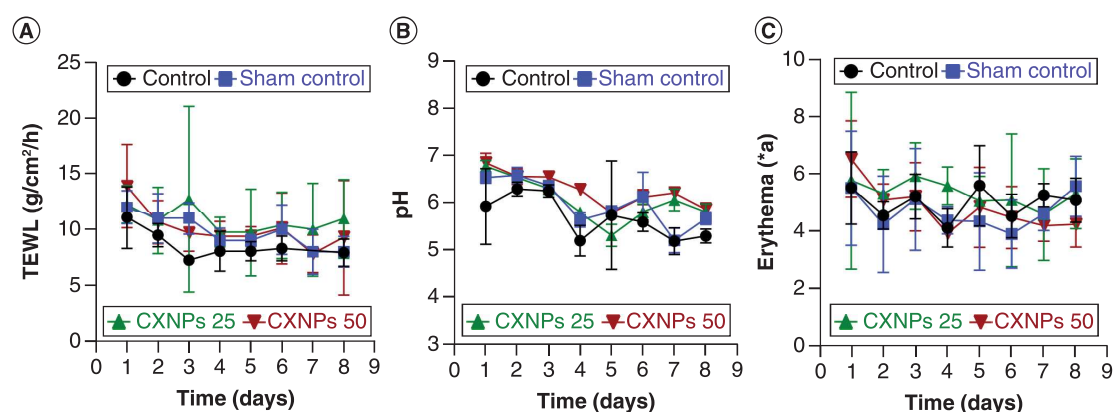 A
TEWL (g/cm²/h)
25
20
15
10
5
0
Control Sham control
CXNPs 25 CXNPs 50
0 1 2 3 4 5 6 7 8 9
Time (days)
B
pH
9
8
7
6
5
4
3
Control Sham control
CXNPs 25 CXNPs 50
0 1 2 3 4 5 6 7 8 9
Time (days)
C
Erythema (*a)
10
8
6
4
2
0
Control Sham control
CXNPs 25 CXNPs 50
0 1 2 3 4 5 6 7 8 9
Time (days)